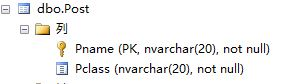 dbo.Post
列
Pname (PK, nvarchar(20), not null)
Pclass (nvarchar(20), not null)